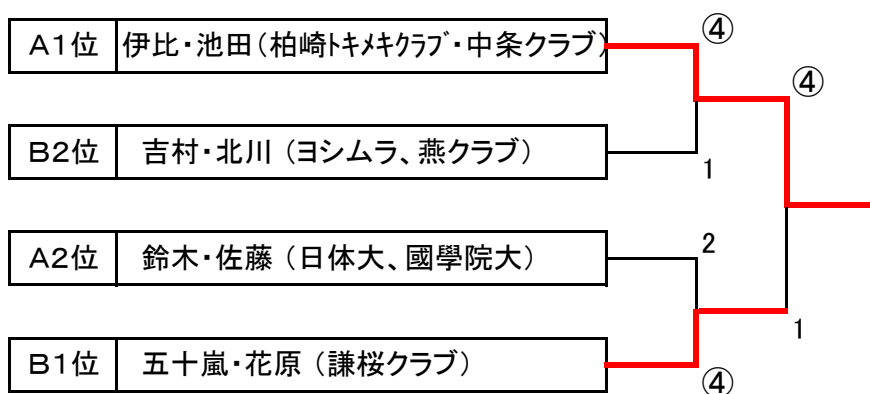 ④
A1位 伊比・池田(柏崎ﾄｷﾒｷｸﾗﾌﾞ・中条クラブ)
④
B2位 吉村・北川 (ヨシムラ、燕クラブ)
1
A2位 鈴木・佐藤 (日体大、國學院大)
2
1
B1位 五十嵐・花原 (謙桜クラブ)
④